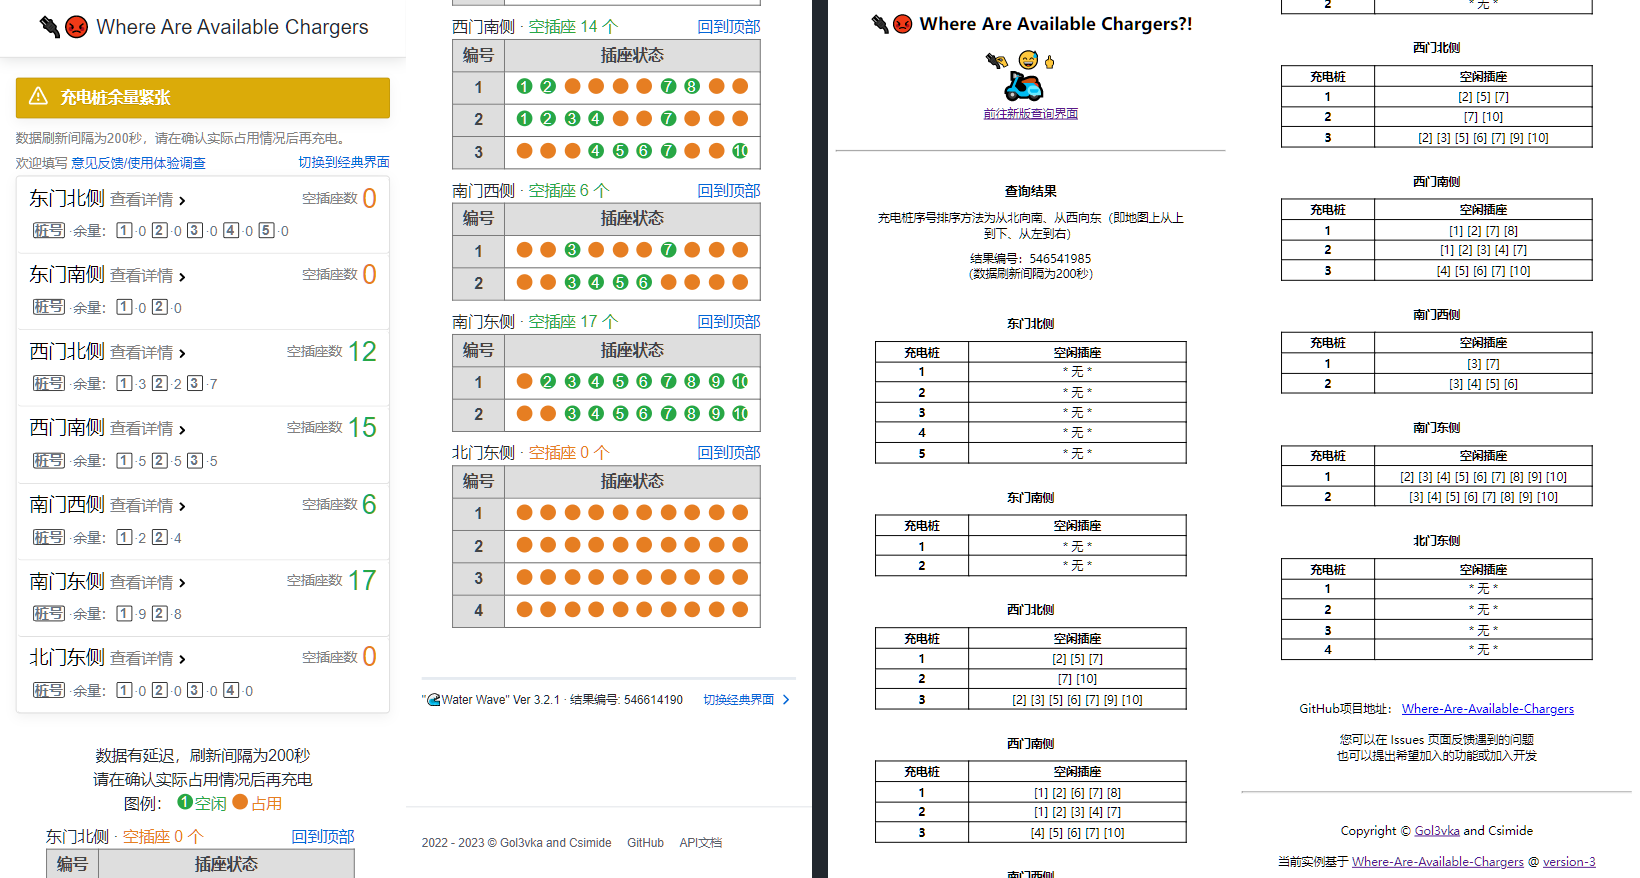 Where Are Available Chargers
充电桩余量紧张
数据刷新间隔为200秒，请在确认实际占用情况后再充电。
欢迎填写 意见反馈/使用体验调查 切换到经典界面
东门北侧 查看详情 空插座数 0
桩号·余量： 1·0 2·0 3·0 4·0 5·0
东门南侧 查看详情 空插座数 0
桩号·余量： 1·0 2·0
西门北侧 查看详情 空插座数 12
桩号·余量： 1·3 2·2 3·7
西门南侧 查看详情 空插座数 15
桩号·余量： 1·5 2·5 3·5
南门西侧 查看详情 空插座数 6
桩号·余量： 1·2 2·4
南门东侧 查看详情 空插座数 17
桩号·余量： 1·9 2·8
北门东侧 查看详情 空插座数 0
桩号·余量： 1·0 2·0 3·0 4·0
数据有延迟，刷新间隔为200秒
请在确认实际占用情况后再充电
图例： 1空闲 占用
东门北侧 · 空插座 0 个 回到顶部
编号 插座状态
西门南侧 · 空插座 14 个 回到顶部
编号 插座状态
1 1 2 7 8
2 1 2 3 4 7
3 4 5 6 7 10
南门西侧 · 空插座 6 个 回到顶部
编号 插座状态
1 3 7
2 3 4 5 6
南门东侧 · 空插座 17 个 回到顶部
编号 插座状态
1 2 3 4 5 6 7 8 9 10
2 3 4 5 6 7 8 9 10
北门东侧 · 空插座 0 个 回到顶部
编号 插座状态
1
2
3
4
"Water Wave" Ver 3.2.1 · 结果编号: 546614190 切换经典界面
2022 - 2023 © Gol3vka and Csimide GitHub API文档
Where Are Available Chargers?!
前往新版查询界面
查询结果
充电桩序号排序方法为从北向南、从西向东（即地图上从上
到下、从左到右）
结果编号：546541985
（数据刷新间隔为200秒）
东门北侧
充电桩 空闲插座
1 * 无 *
2 * 无 *
3 * 无 *
4 * 无 *
5 * 无 *
东门南侧
充电桩 空闲插座
1 * 无 *
2 * 无 *
西门北侧
充电桩 空闲插座
1 [2] [5] [7]
2 [7] [10]
3 [2] [3] [5] [6] [7] [9] [10]
西门南侧
充电桩 空闲插座
1 [1] [2] [6] [7] [8]
2 [1] [2] [3] [4] [7]
3 [4] [5] [6] [7] [10]
南门西侧
2 * 无 *
西门北侧
充电桩 空闲插座
1 [2] [5] [7]
2 [7] [10]
3 [2] [3] [5] [6] [7] [9] [10]
西门南侧
充电桩 空闲插座
1 [1] [2] [7] [8]
2 [1] [2] [3] [4] [7]
3 [4] [5] [6] [7] [10]
南门西侧
充电桩 空闲插座
1 [3] [7]
2 [3] [4] [5] [6]
南门东侧
充电桩 空闲插座
1 [2] [3] [4] [5] [6] [7] [8] [9] [10]
2 [3] [4] [5] [6] [7] [8] [9] [10]
北门东侧
充电桩 空闲插座
1 * 无 *
2 * 无 *
3 * 无 *
4 * 无 *
GitHub项目地址： Where-Are-Available-Chargers
您可以在 Issues 页面反馈遇到的问题
也可以提出希望加入的功能或加入开发
Copyright © Gol3vka and Csimide
当前实例基于 Where-Are-Available-Chargers @ version-3